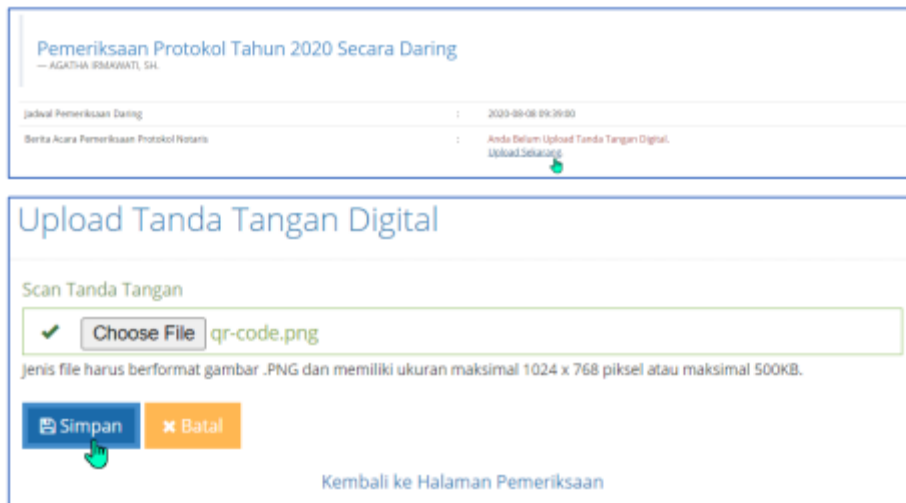 Pemeriksaan Protokol Tahun 2020 Secara Daring
— AGATHA IRMAWATI, SH.
Jadwal Pemeriksaan Daring : 2020-08-08 09:39:00
Berita Acara Pemeriksaan Protokol Notaris : Anda Belum Upload Tanda Tangan Digital.
Upload Sekarang.
Upload Tanda Tangan Digital
Scan Tanda Tangan
Choose File qr-code.png
Jenis file harus berformat gambar .PNG dan memiliki ukuran maksimal 1024 x 768 piksel atau maksimal 500KB.
Simpan Batal
Kembali ke Halaman Pemeriksaan